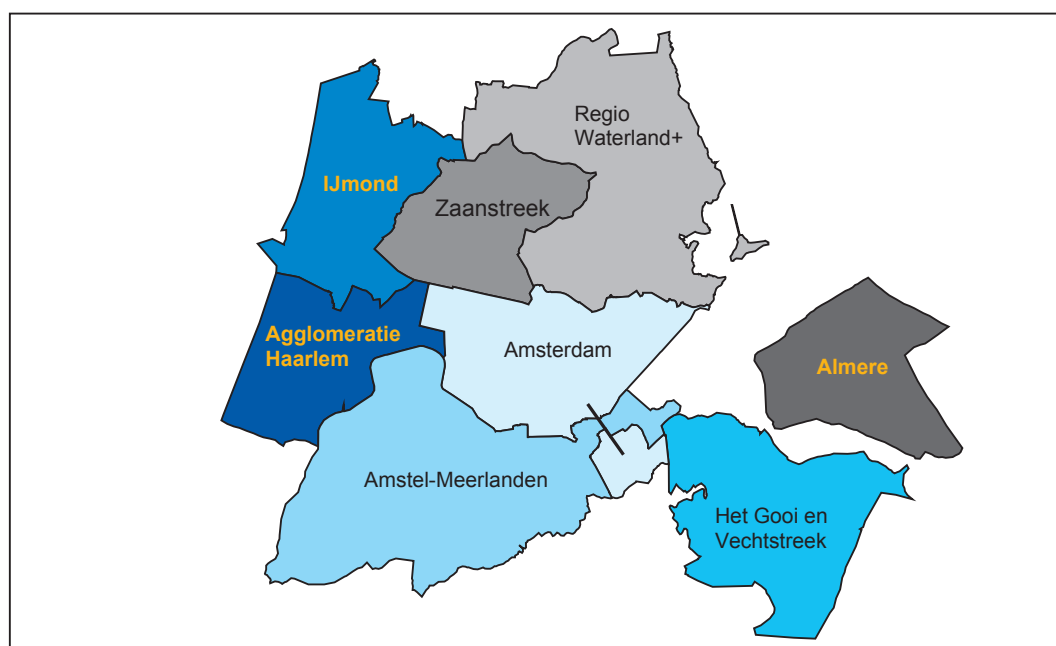 Regio
Waterland+
IJmond
Zaanstreek
Agglomeratie
Haarlem
Amsterdam
Almere
Amstel-Meerlanden
Het Gooi en
Vechtstreek